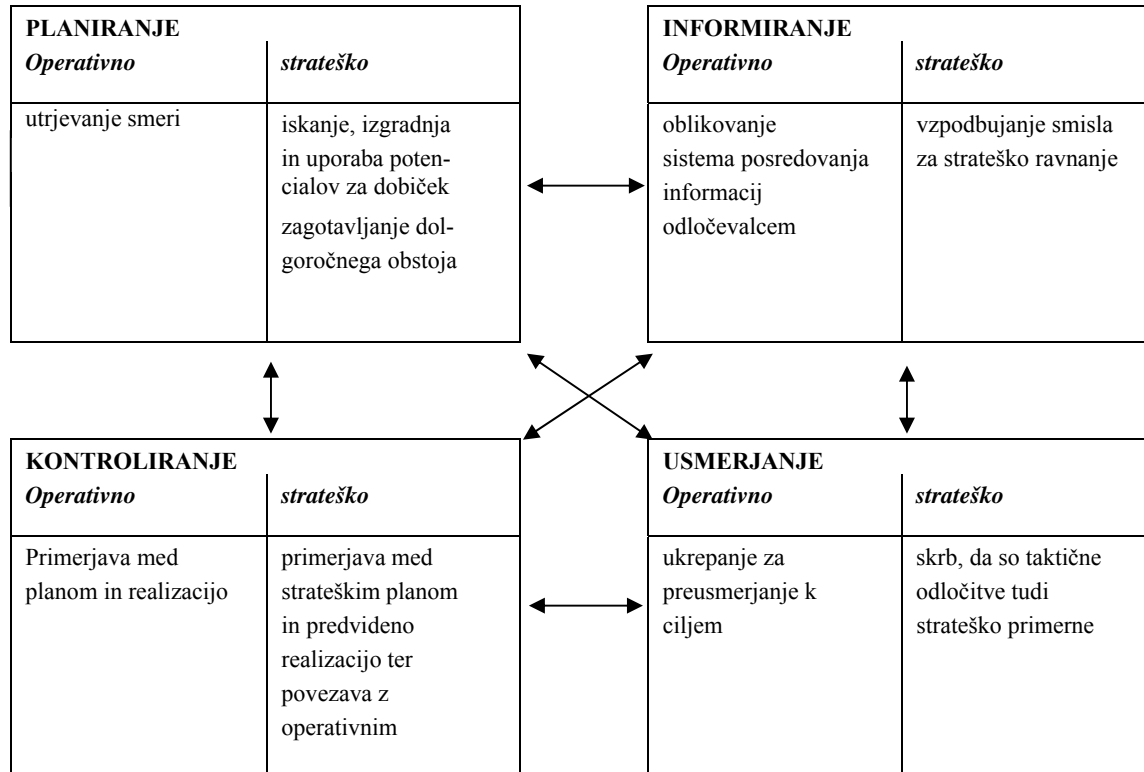 PLANIRANJE
Operativno
strateško
utrjevanje smeri
iskanje, izgradnja
in uporaba poten-
cialov za dobiček
zagotavljanje dol-
goročnega obstoja
INFORMIRANJE
Operativno
strateško
oblikovanje
sistema posredovanja
informacij
odločevalcem
vzpodbujanje smisla
za strateško ravnanje
KONTROLIRANJE
Operativno
strateško
Primerjava med
planom in realizacijo
primerjava med
strateškim planom
in predvideno
realizacijo ter
povezava z
operativnim
USMERJANJE
Operativno
strateško
ukrepanje za
preusmerjanje k
ciljem
skrb, da so taktične
odločitve tudi
strateško primerne